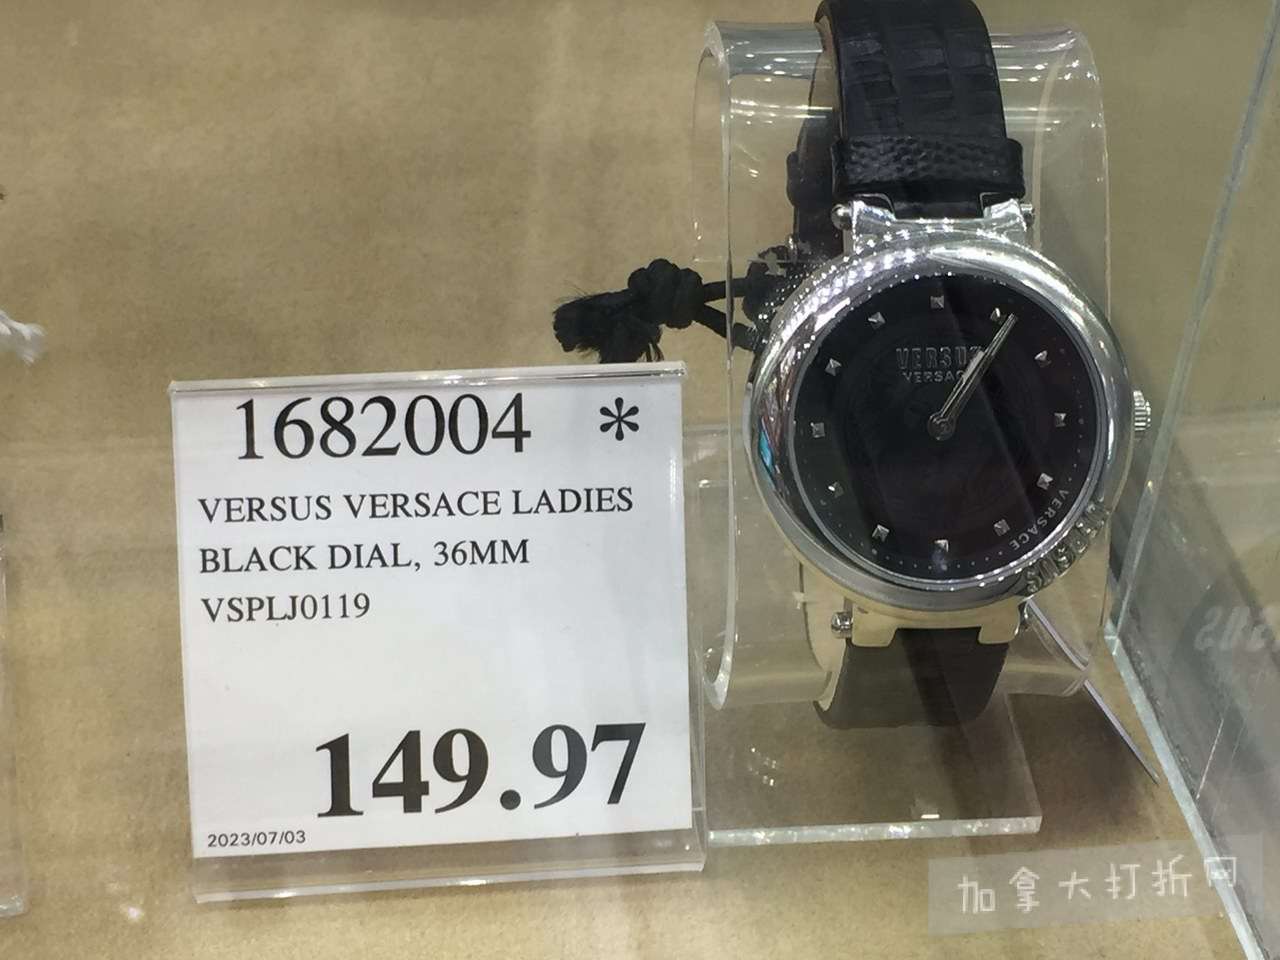 1682004 *
VERSUS VERSACE LADIES
BLACK DIAL, 36MM
VSPLJ0119
149.97
2023/07/03
VERSUS
VERSACE
VERSACE
VERSUS
加拿大打折网